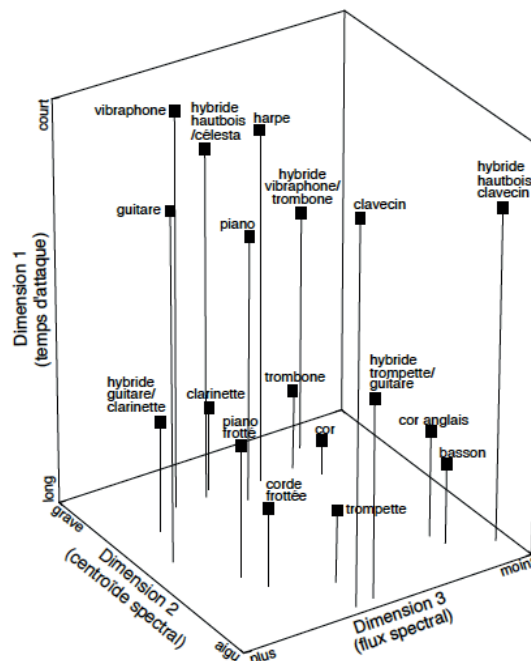 court
vibraphone
hybride
hautbois
/célesta
harpe
hybride
vibraphone/
trombone
hybride
hautbois
clavecin
guitare
piano
clavecin
Dimension 1
(temps d'attaque)
hybride
guitare/
clarinette
clarinette
trombone
hybride
trompette/
guitare
piano
frotté
cor
cor anglais
basson
corde
frottée
trompette
long
grave
Dimension 2
(centroïde spectral)
aigu
plus
Dimension 3
(flux spectral)
moins